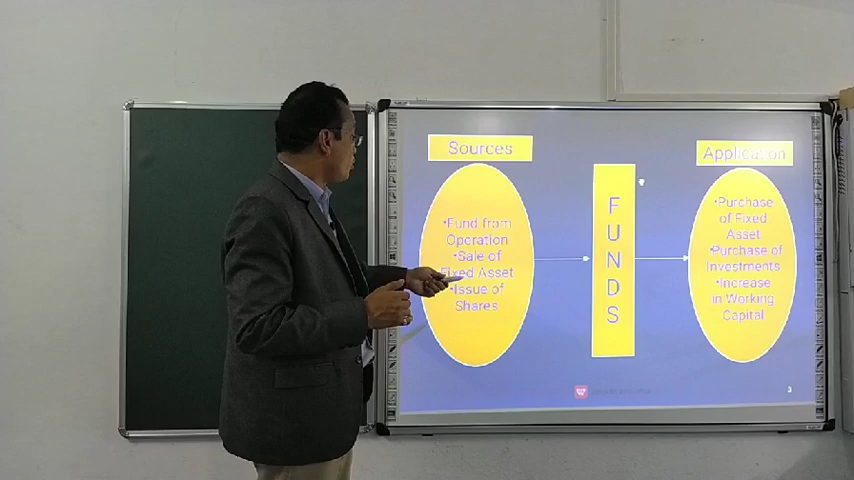 Sources
Application
•Fund from
Operation
•Sale of
Fixed Asset
•Issue of
Shares
F
U
N
D
S
•Purchase
of Fixed
Asset
•Purchase of
Investments
•Increase
in Working
Capital
3